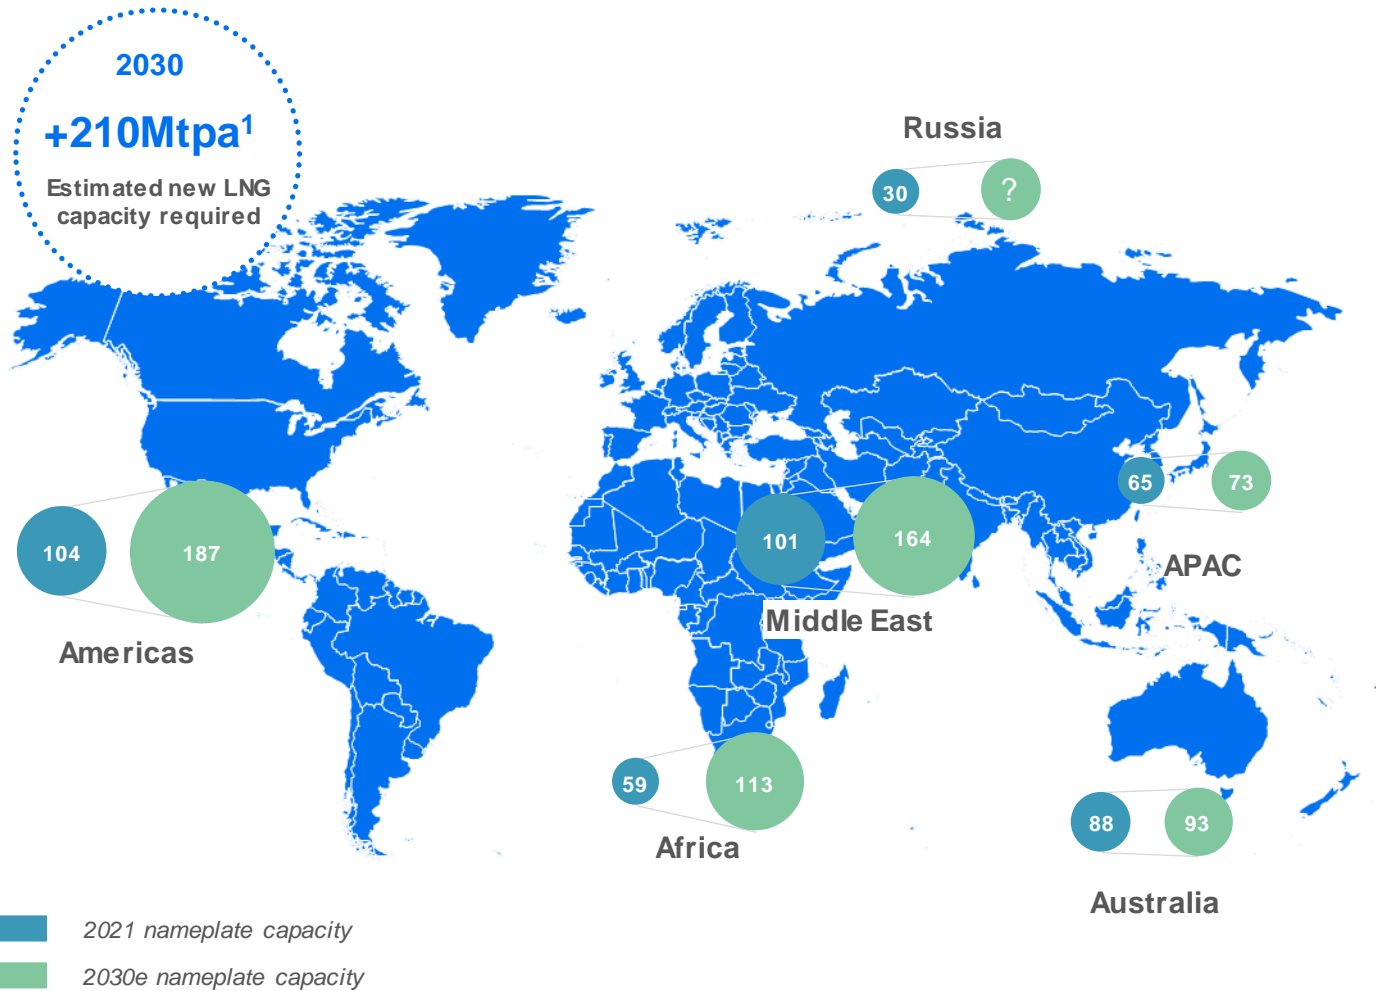 2030
+210Mtpa¹
Estimated new LNG
capacity required
Russia
30
?
65
73
APAC
104
187
Americas
101
164
Middle East
59
113
Africa
88
93
Australia
2021 nameplate capacity
2030e nameplate capacity